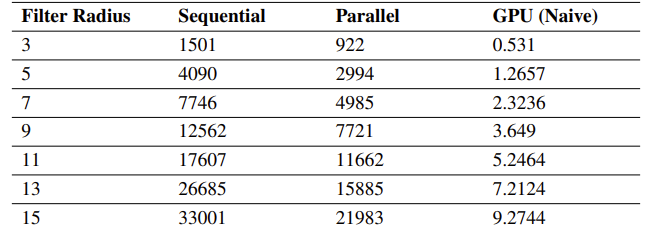 Filter Radius Sequential Parallel GPU (Naive)
3 1501 922 0.531
5 4090 2994 1.2657
7 7746 4985 2.3236
9 12562 7721 3.649
11 17607 11662 5.2464
13 26685 15885 7.2124
15 33001 21983 9.2744